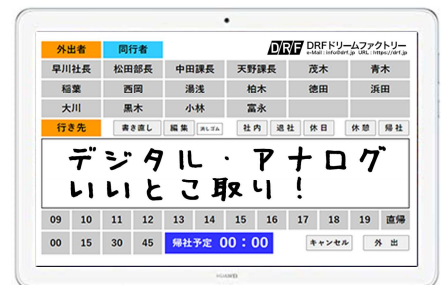 外出者 同行者 D/R/F DRFドリームファクトリー
e-Mail : info@drf.jp URL : https://drf.jp
早川社長 松田部長 中田課長 天野課長 茂木 青木
稲葉 西岡 湯浅 柏木 徳田 浜田
大川 黒木 小林 富永
行き先 書き直し 編集 消しゴム 社内 退社 休日 休憩 帰社
デジタル・アナログ
いいとこ取り!
09 10 11 12 13 14 15 16 17 18 19 直帰
00 15 30 45 帰社予定 00:00 キャンセル 外出
HUAWEI